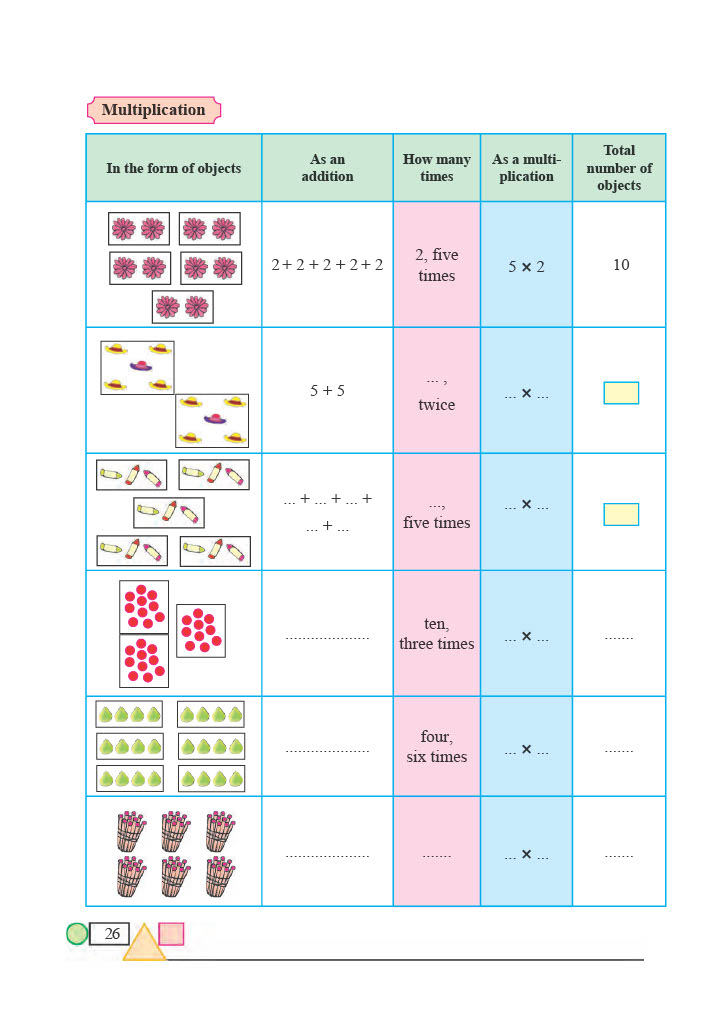 Multiplication
In the form of objects
As an
addition
How many
times
As a multi-
plication
Total
number of
objects
2 + 2 + 2 + 2 + 2
2, five
times
5 × 2
10
5 + 5
... ,
twice
... × ...
... + ... + ... +
... + ...
...,
five times
... × ...
...................
ten,
three times
... × ...
.......
...................
four,
six times
... × ...
.......
...................
.......
... × ...
.......
26